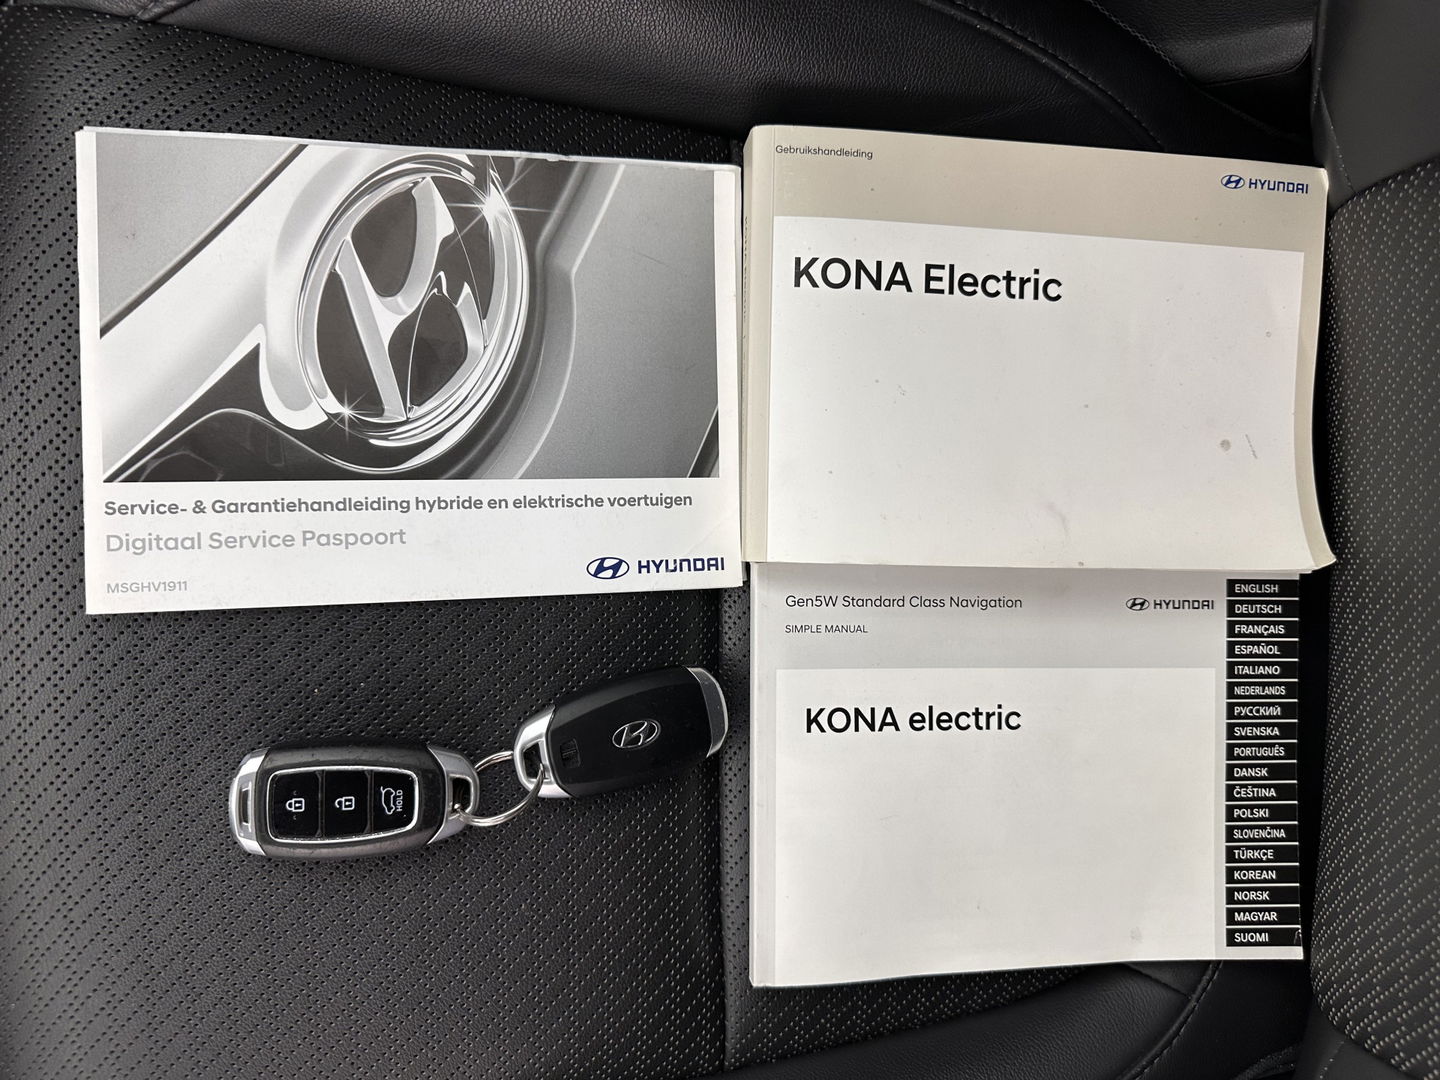 Service- & Garantiehandleiding hybride en elektrische voertuigen
Digitaal Service Paspoort
MSGHV1911
HYUNDAI
Gebruikshandleiding
HYUNDAI
KONA Electric
Gen5W Standard Class Navigation
SIMPLE MANUAL
HYUNDAI
KONA electric
ENGLISH
DEUTSCH
FRANÇAIS
ESPAÑOL
ITALIANO
NEDERLANDS
РУССКИЙ
SVENSKA
PORTUGUÊS
DANSK
ČEŠTINA
POLSKI
SLOVENČINA
TÜRKÇE
KOREAN
NORSK
MAGYAR
SUOMI
HOLD